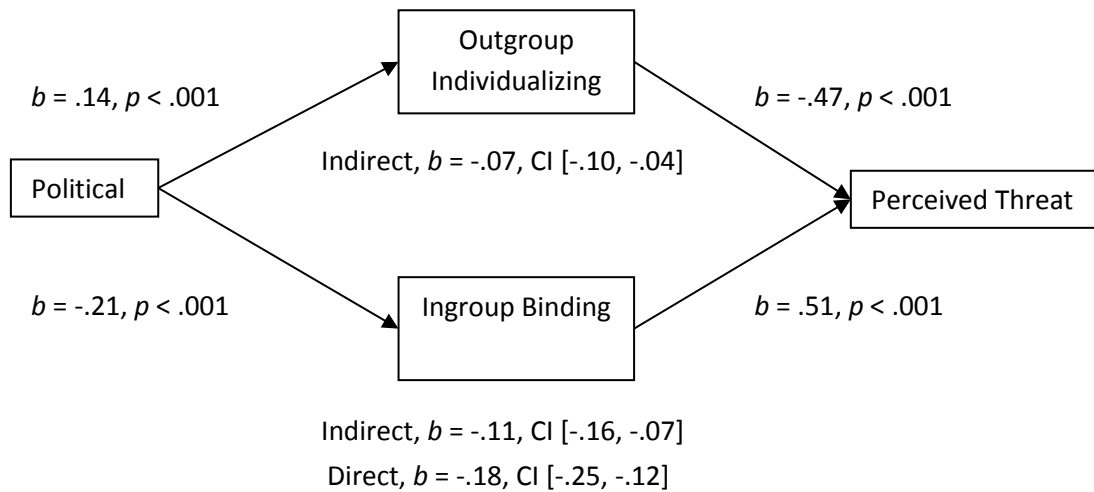 Outgroup
Individualizing
b = .14, p < .001
b = -.47, p < .001
Indirect, b = -.07, CI [-.10, -.04]
Political
Perceived Threat
b = -.21, p < .001
Ingroup Binding
b = .51, p < .001
Indirect, b = -.11, CI [-.16, -.07]
Direct, b = -.18, CI [-.25, -.12]